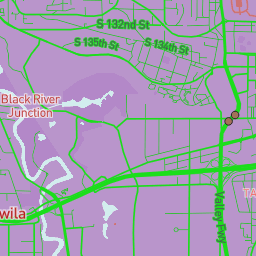 S 132nd St
S 135th St
S 134th St
Black River
Junction
wila
TA
Valley Fwy